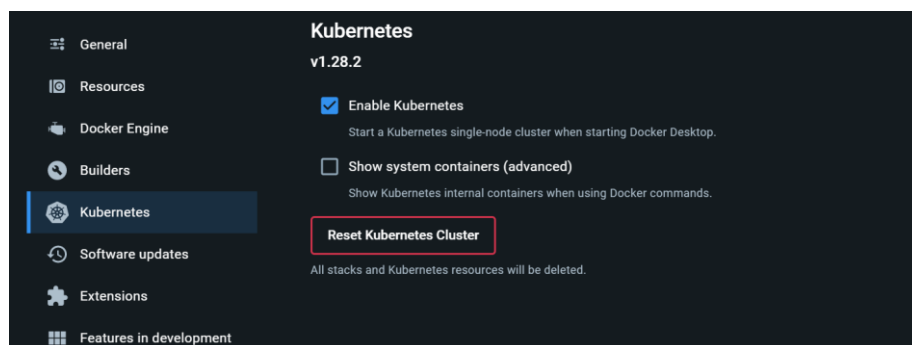 General
Resources
Docker Engine
Builders
Kubernetes
Software updates
Extensions
Features in development
Kubernetes
v1.28.2
Enable Kubernetes
Start a Kubernetes single-node cluster when starting Docker Desktop.
Show system containers (advanced)
Show Kubernetes internal containers when using Docker commands.
Reset Kubernetes Cluster
All stacks and Kubernetes resources will be deleted.